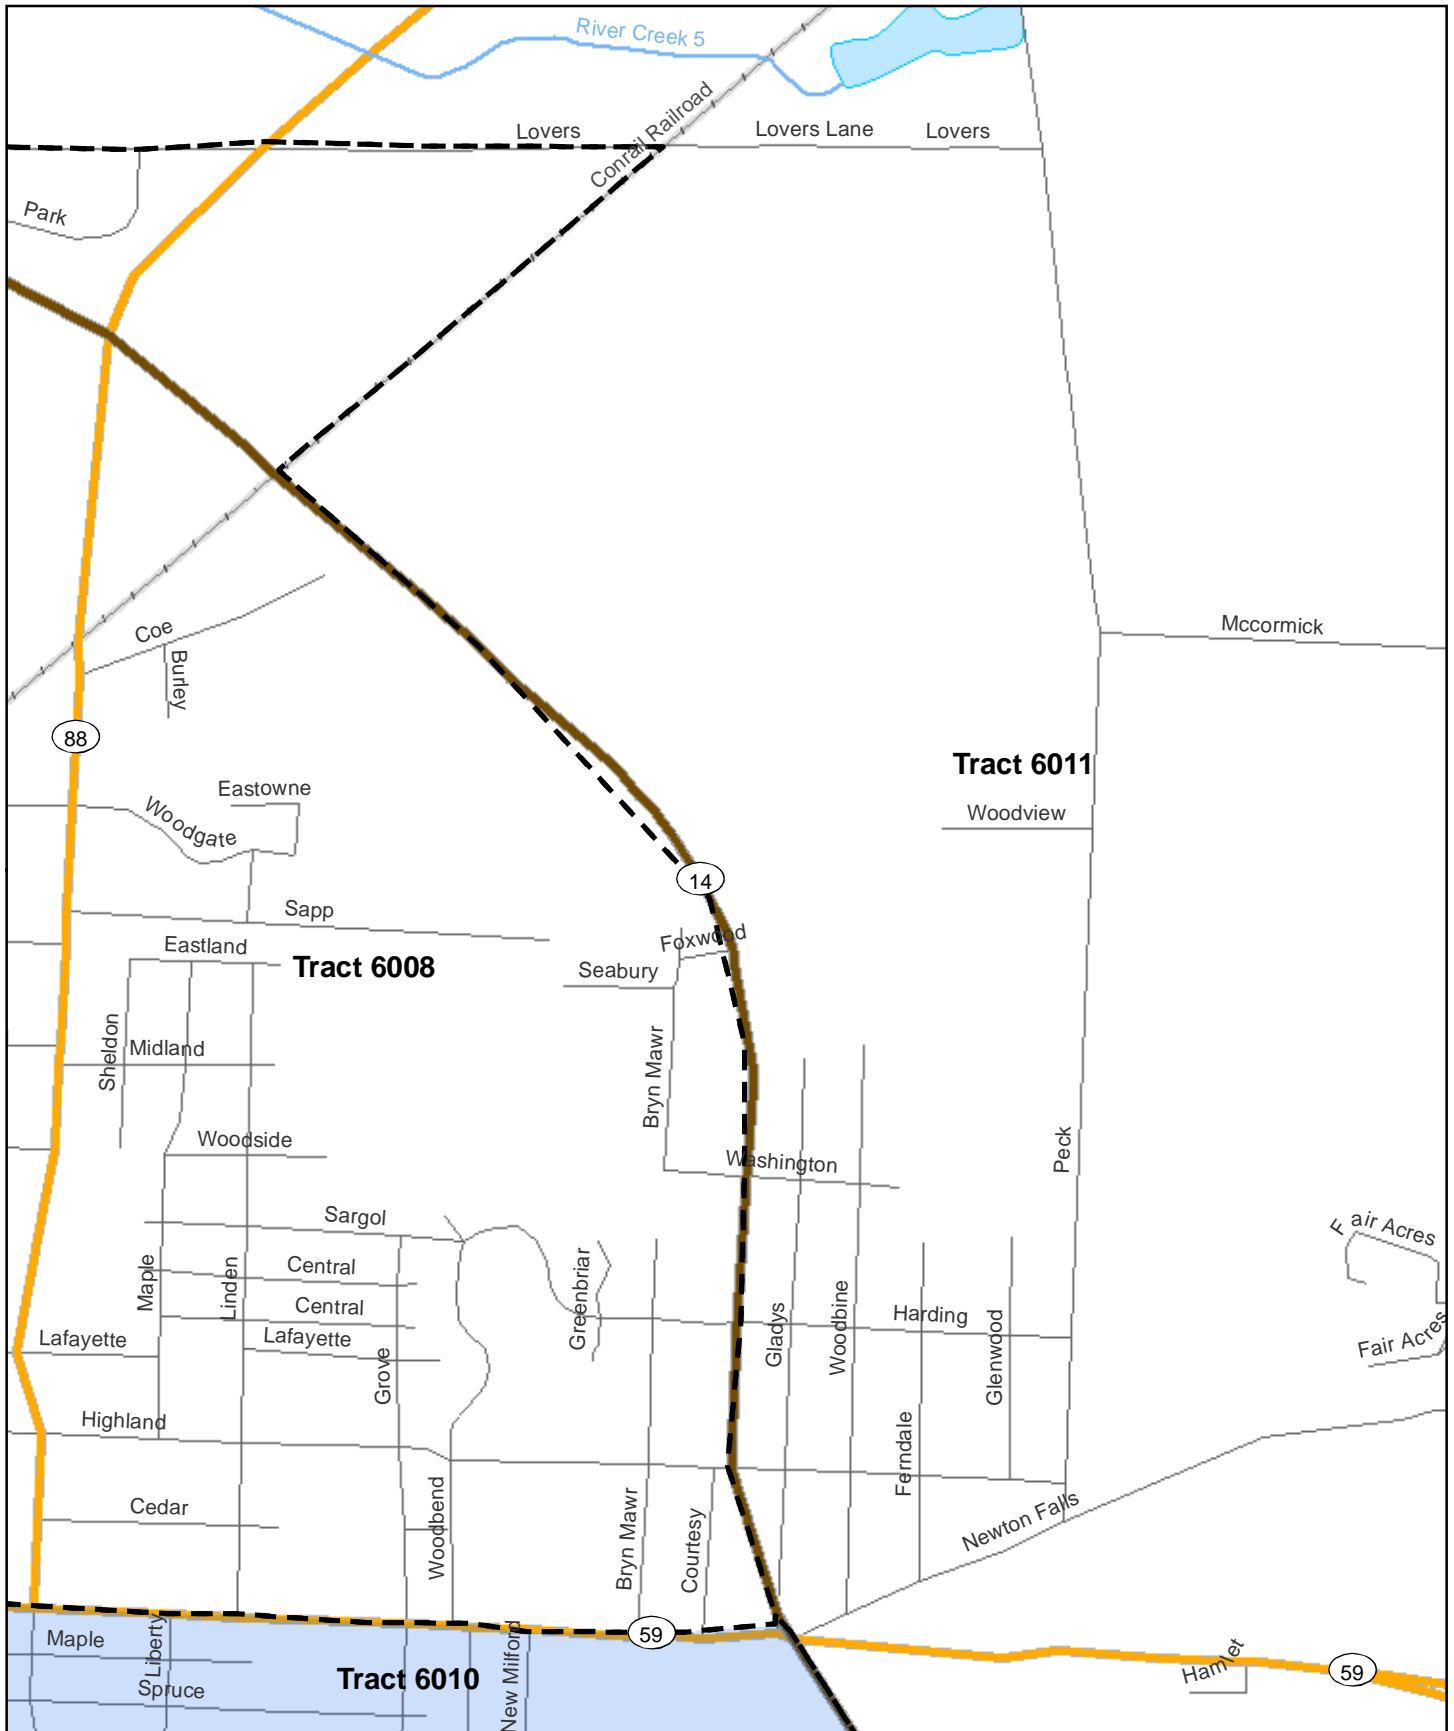 River Creek 5
Conrail Railroad
Lovers
Lovers Lane
Lovers
Park
Mccormick
Coe
Burley
88
Tract 6011
Eastowne
Woodgate
Woodview
14
Sapp
Foxwood
Eastland
Tract 6008
Seabury
Sheldon
Midland
Bryn Mawr
Peck
Woodside
Washington
Sargol
F air Acres
Maple
Linden
Central
Greenbriar
Central
Gladys
Woodbine
Harding
Glenwood
Lafayette
Lafayette
Grove
Fair Acres
Highland
Ferndale
Cedar
Woodbend
Bryn Mawr
Courtesy
Newton Falls
59
Maple
Liberty
New Milford
Hamlet
59
Tract 6010
Spruce